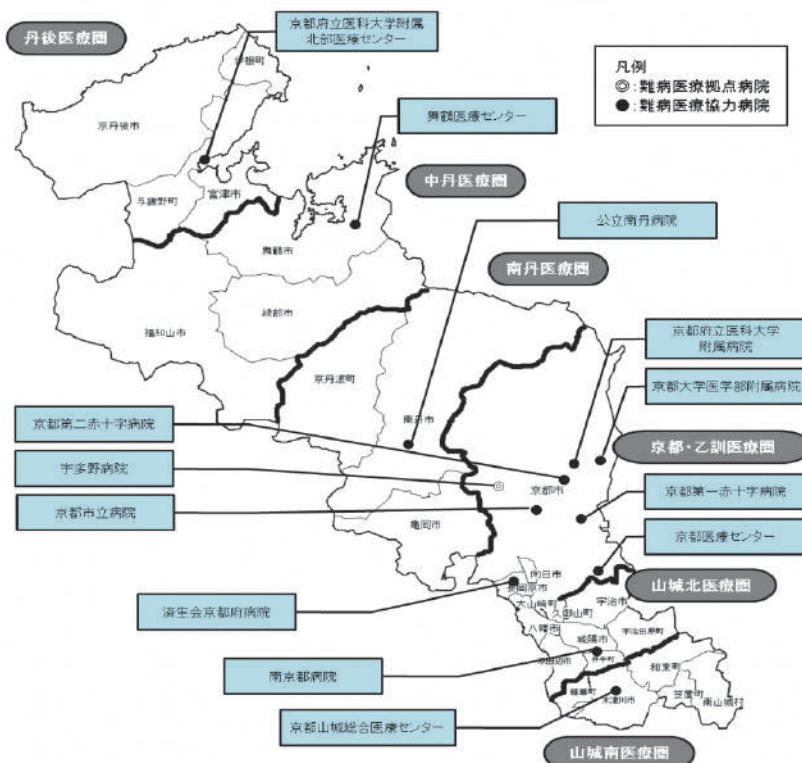 丹後医療圏
京都府立医科大学附属
北部医療センター
凡例
◎:難病医療拠点病院
●:難病医療協力病院
伊根町
京丹後市
舞鶴医療センター
与謝野町
宮津市
中丹医療圏
公立南丹病院
舞鶴市
南丹医療圏
綾部市
福知山市
京都府立医科大学
附属病院
京丹波町
京都大学医学部附属病院
京都第二赤十字病院
南丹市
京都・乙訓医療圏
宇多野病院
京都市
京都第一赤十字病院
京都市立病院
亀岡市
京都医療センター
向日市
長岡京市
山城北医療圏
大山崎町
宇治市
済生会京都府病院
久御山町
八幡市
城陽市
宇治田原町
京田辺市
井手町
和束町
南京都病院
精華町
木津川市
笠置町
南山城村
京都山城総合医療センター
山城南医療圏